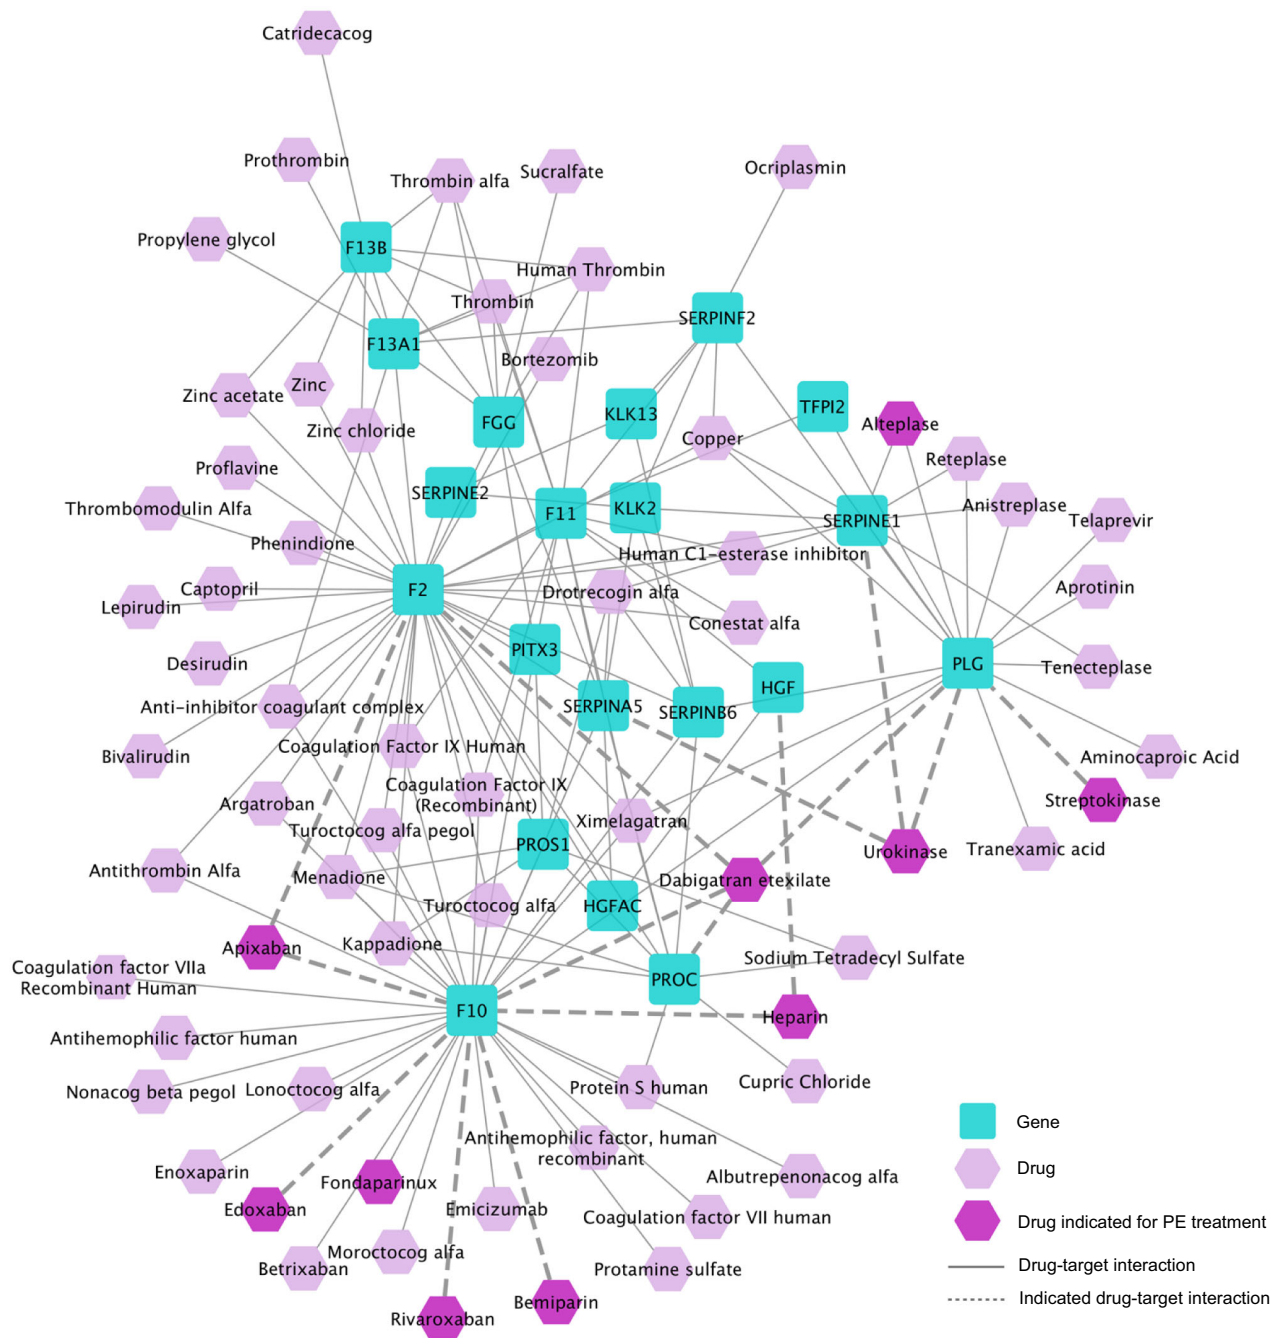 Catridecacog
Prothrombin
Thrombin alfa
Sucralfate
Ocriplasmin
Propylene glycol
F13B
Human Thrombin
Thrombin
SERPINF2
F13A1
Bortezomib
Zinc acetate
Zinc
Zinc chloride
FGG
KLK13
TFPI2
Copper
Alteplase
Reteplase
Proflavine
SERPINE2
F11
KLK2
SERPINE1
Anistreplase
Telaprevir
Thrombomodulin Alfa
Phenindione
Human C1-esterase inhibitor
Captopril
Lepirudin
F2
Drotrecogin alfa
Aprotinin
Conestat alfa
Desirudin
PITX3
HGF
PLG
Tenecteplase
Anti-inhibitor coagulant complex
SERPINA5
SERPINB6
Bivalirudin
Coagulation Factor IX Human
Aminocaproic Acid
Argatroban
Coagulation Factor IX
(Recombinant)
Streptokinase
Turoctocog alfa pegol
Ximelagatran
PROS1
Urokinase
Tranexamic acid
Antithrombin Alfa
Menadione
Dabigatran etexilate
Turoctocog alfa
HGFAC
Apixaban
Kappadione
Sodium Tetradecyl Sulfate
Coagulation factor VIIa
Recombinant Human
PROC
F10
Heparin
Antihemophilic factor human
Nonacog beta pegol
Lonoctocog alfa
Protein S human
Cupric Chloride
Gene
Antihemophilic factor, human
recombinant
Enoxaparin
Fondaparinux
Albutrepenonacog alfa
Drug
Edoxaban
Emicizumab
Coagulation factor VII human
Drug indicated for PE treatment
Betrixaban
Moroctocog alfa
Protamine sulfate
Drug-target interaction
Rivaroxaban
Bemiparin
Indicated drug-target interaction